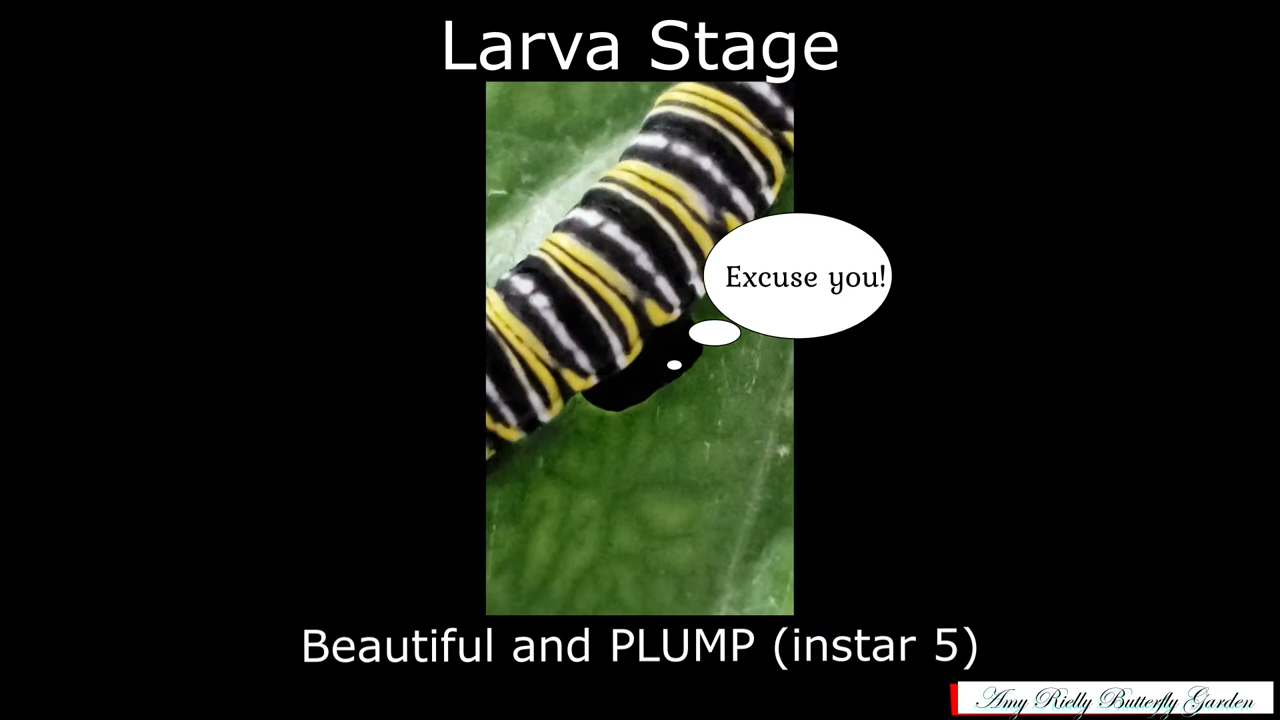 Larva Stage
Excuse you!
Beautiful and PLUMP (instar 5)
Amy Rielly Butterfly Garden